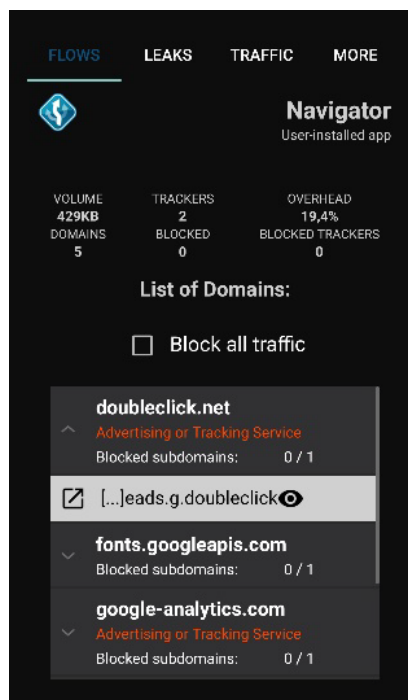 FLOWS LEAKS TRAFFIC MORE
Navigator
User-installed app
VOLUME TRACKERS OVERHEAD
429KB 2 19,4%
DOMAINS BLOCKED BLOCKED TRACKERS
5 0 0
List of Domains:
Block all traffic
doubleclick.net
Advertising or Tracking Service
Blocked subdomains: 0 / 1
[...]eads.g.doubleclick
fonts.googleapis.com
Blocked subdomains: 0 / 1
google-analytics.com
Advertising or Tracking Service
Blocked subdomains: 0 / 1